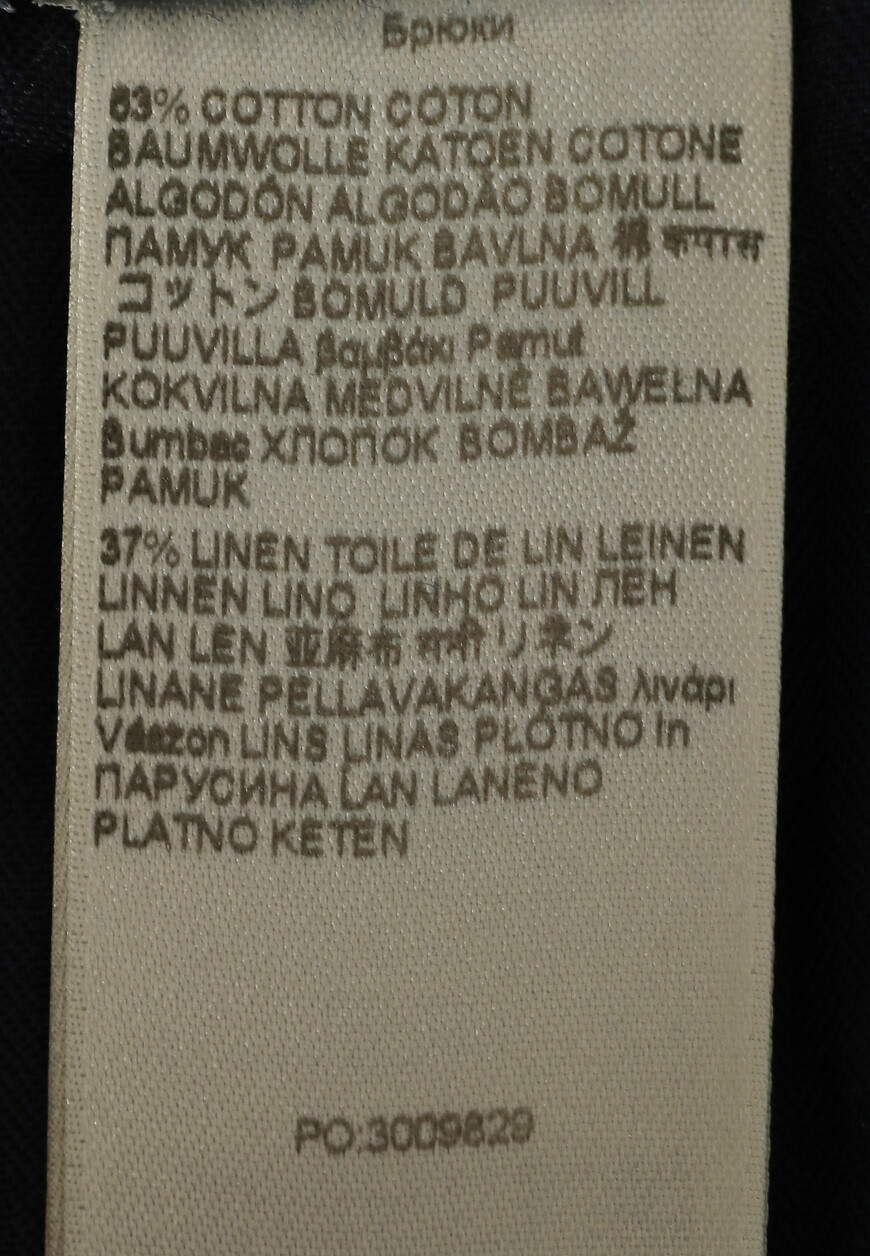 Брюки
63% COTTON COTON
BAUMWOLLE KATOEN COTONE
ALGODÓN ALGODÃO BOMULL
ПАМУК PAMUK BAVLNA 棉 कपास
コットン BOMULD PUUVILL
PUUVILLA βαμβάκι Pamut
KOKVILNA MEDVILNĖ BAWEŁNA
Bumbac ХЛОПОК BOMBAŽ
PAMUK
37% LINEN TOILE DE LIN LEINEN
LINNEN LINO LINHO LIN ЛЕН
LAN LEN 亚麻布 リネン
LINANE PELLAVAKANGAS λινάρι
Vászon LINS LINAS PŁÓTNO In
ПАРУСИНА LAN LANENO
PLATNO KETEN
PO:3009829